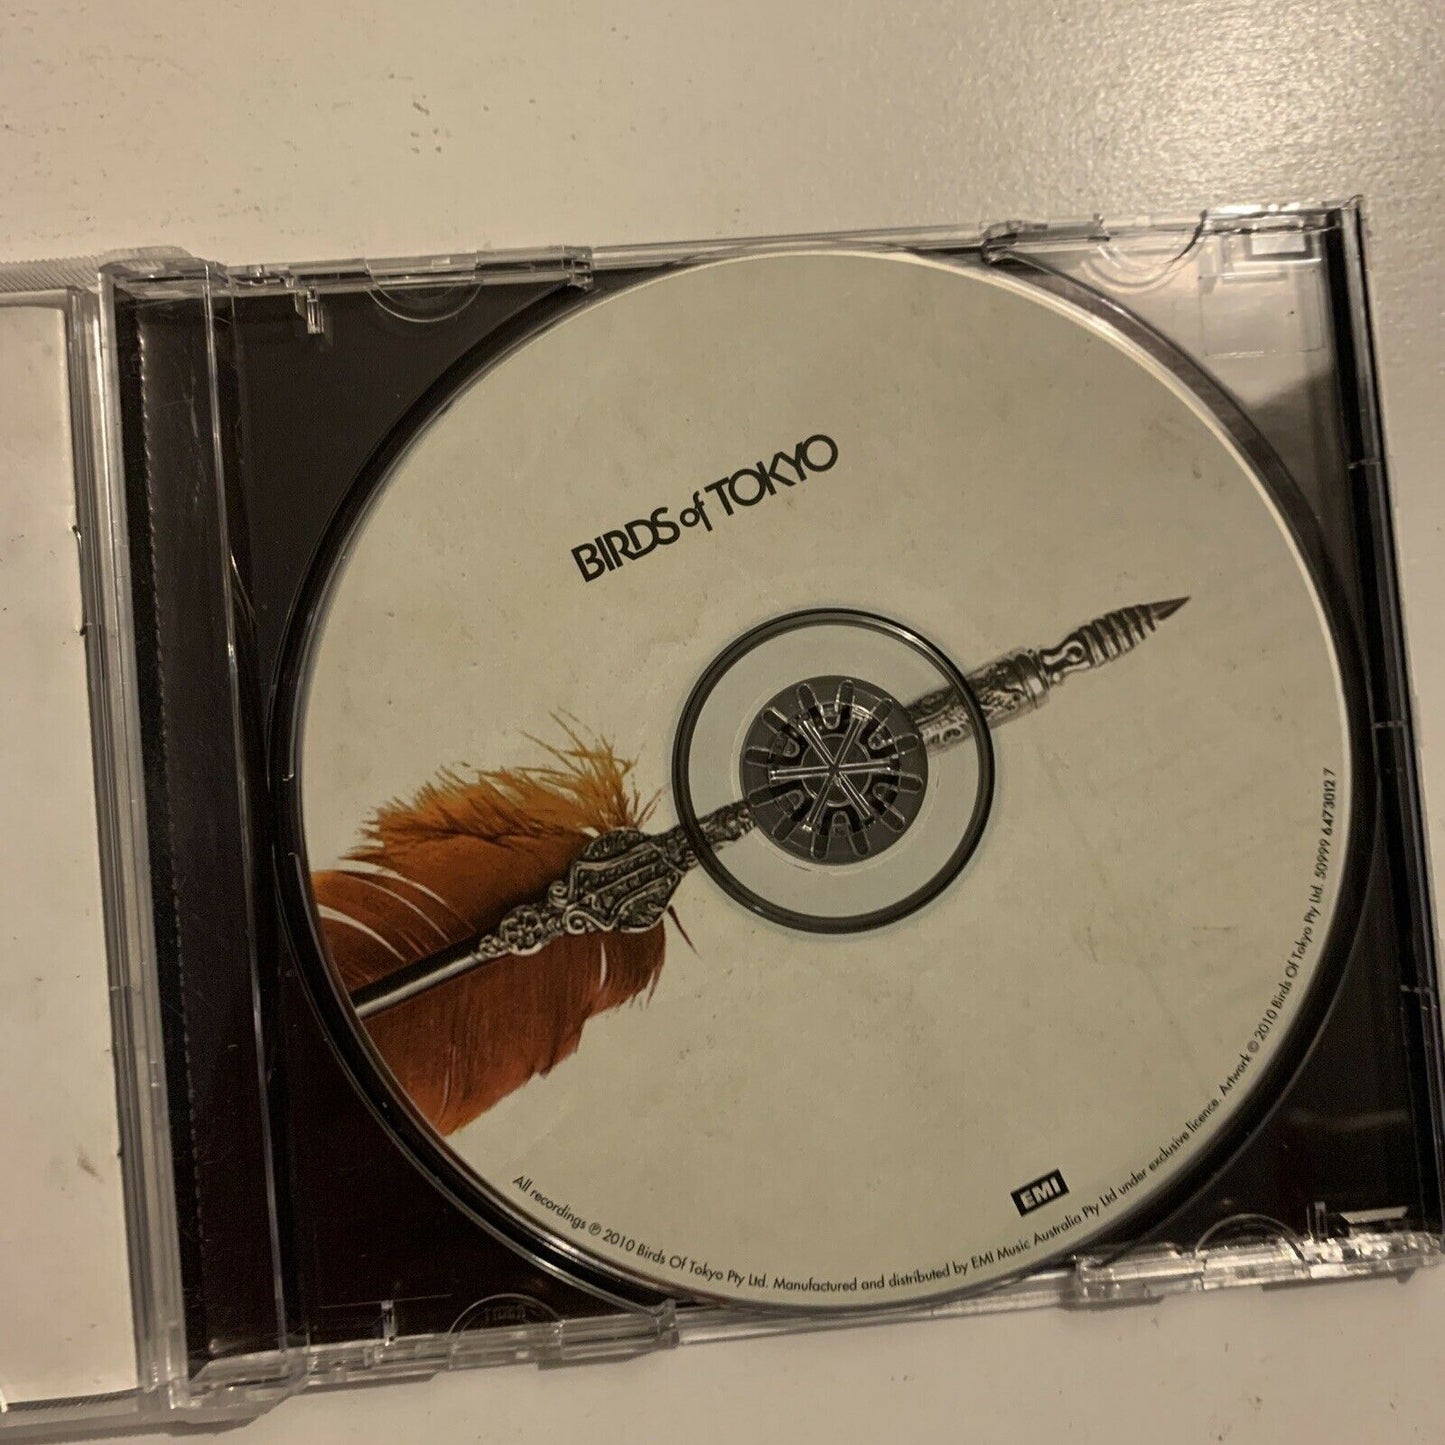 BIRDS of TOKYO
EMI
All recordings ℗ 2010 Birds Of Tokyo Pty Ltd. Manufactured and distributed by EMI Music Australia Pty Ltd under exclusive licence. Artwork © 2010 Birds Of Tokyo Pty Ltd. 50999 6473012 7